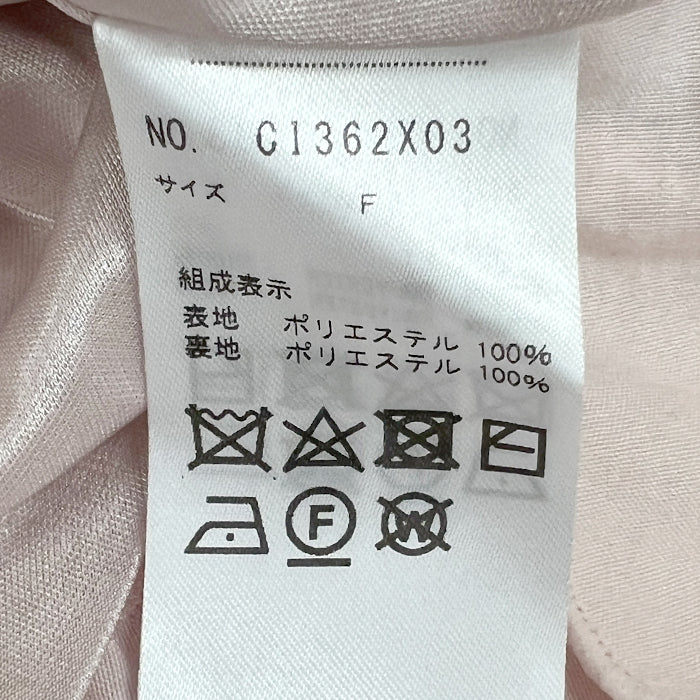 NO. C1362X03
サイズ F
組成表示
表地 ポリエステル 100%
裏地 ポリエステル 100%
F W